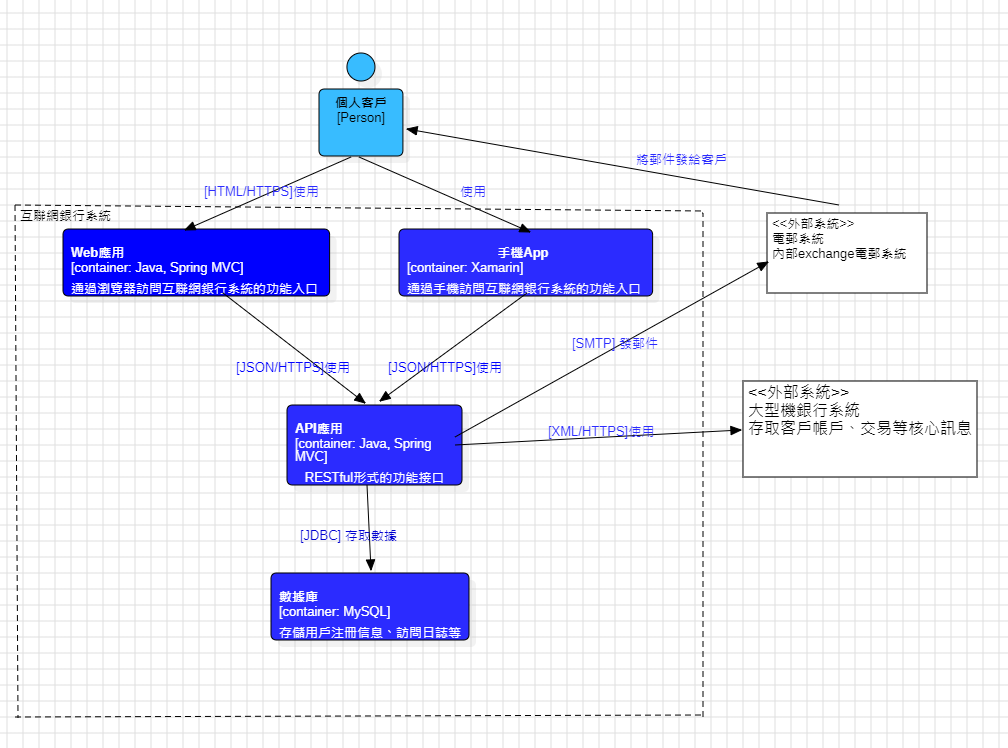 個人客戶
[Person]
將郵件發給客戶
[HTML/HTTPS]使用
使用
互聯網銀行系統
<<外部系統>>
電郵系統
內部exchange電郵系統
Web應用
[container: Java, Spring MVC]
通過瀏覽器訪問互聯網銀行系統的功能入口
手機App
[container: Xamarin]
通過手機訪問互聯網銀行系統的功能入口
[SMTP] 發郵件
[JSON/HTTPS]使用
[JSON/HTTPS]使用
<<外部系統>>
大型機銀行系統
存取客戶帳戶、交易等核心訊息
API應用
[container: Java, Spring
MVC]
RESTful形式的功能接口
[XML/HTTPS]使用
[JDBC] 存取數據
數據庫
[container: MySQL]
存儲用戶注冊信息、訪問日誌等